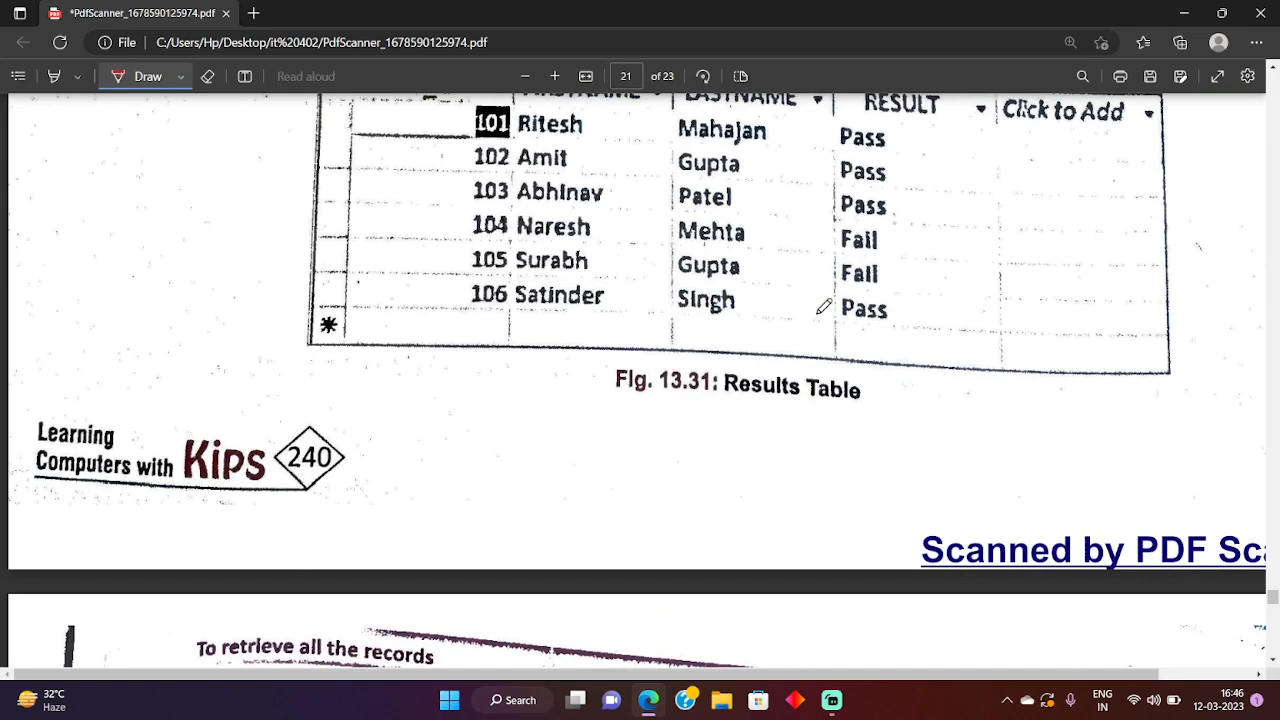 *PdfScanner_1678590125974.pdf
File C:/Users/Hp/Desktop/it%20402/PdfScanner_1678590125974.pdf
Draw Read aloud 21 of 23
FIRSTNAME LASTNAME RESULT Click to Add
101 Ritesh Mahajan Pass
102 Amit Gupta Pass
103 Abhinav Patel Pass
104 Naresh Mehta Fail
105 Surabh Gupta Fail
106 Satinder Singh Pass
Fig. 13.31: Results Table
Learning
Computers with Kips 240
Scanned by PDF Sca
To retrieve all the records
32°C
Haze
Search
ENG
IN
16:46
12-03-2023
1